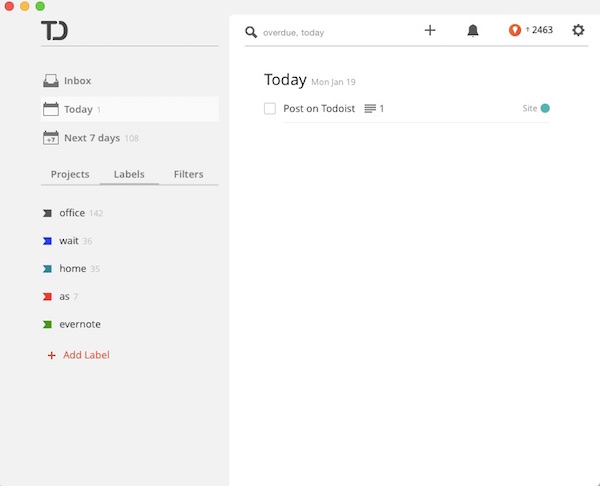 TD
overdue, today
↑ 2463
Inbox
Today 1
+7
Next 7 days 108
Projects Labels Filters
office 142
wait 36
home 35
as 7
evernote
+ Add Label
Today Mon Jan 19
Post on Todoist 1 Site